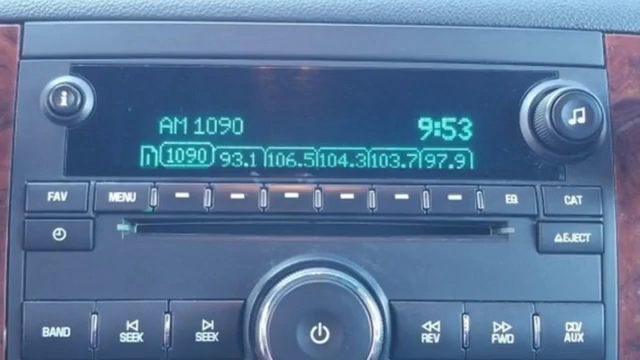 AM 1090 9:53
1090 93.1 106.5 104.3 103.7 97.9
FAV MENU EQ CAT
EJECT
BAND SEEK SEEK REV FWD CD/AUX